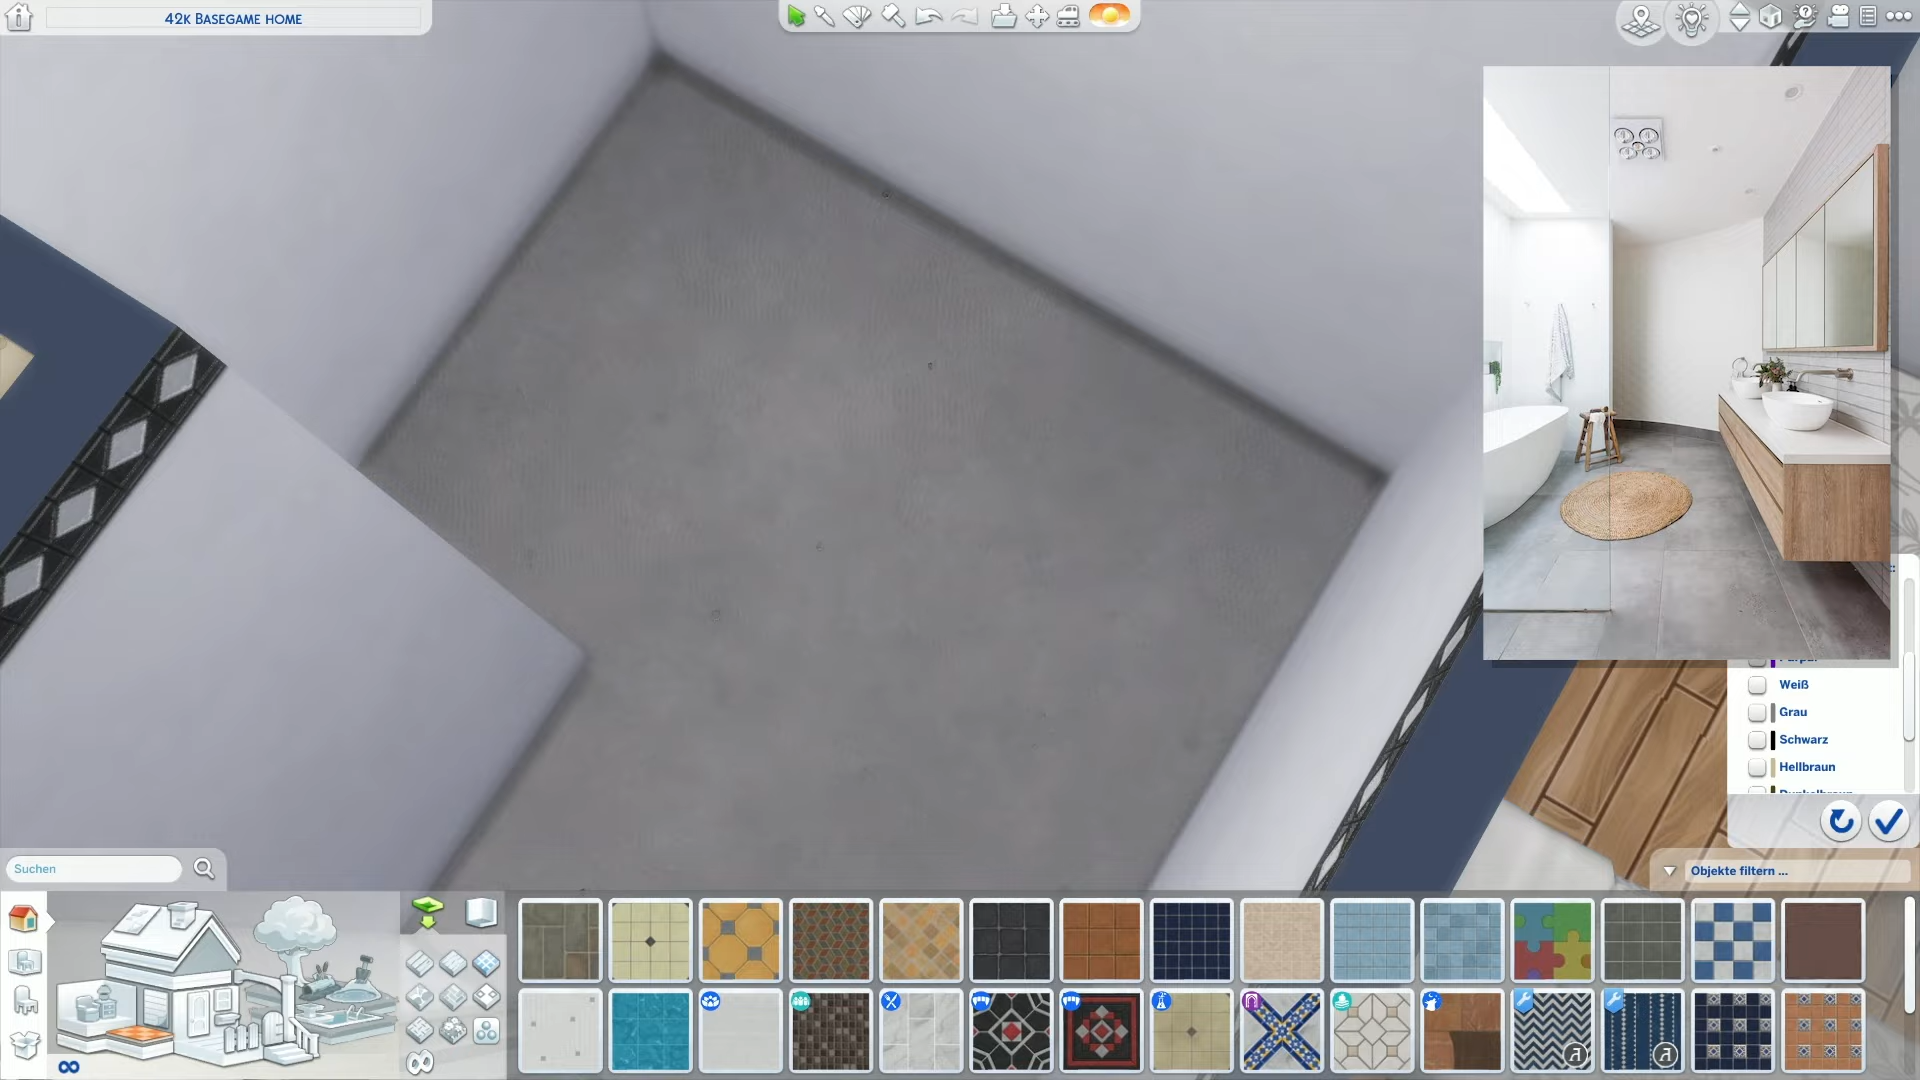 42k Basegame home
Weiß
Grau
Schwarz
Hellbraun
Suchen
Objekte filtern ...